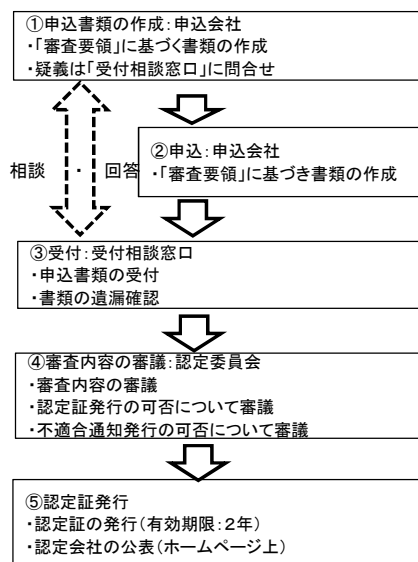 ①申込書類の作成：申込会社
・「審査要領」に基づく書類の作成
・疑義は「受付相談窓口」に問合せ
相談 ・ 回答
②申込：申込会社
・「審査要領」に基づき書類の作成
③受付：受付相談窓口
・申込書類の受付
・書類の遺漏確認
④審査内容の審議：認定委員会
・審査内容の審議
・認定証発行の可否について審議
・不適合通知発行の可否について審議
⑤認定証発行
・認定証の発行（有効期限：２年）
・認定会社の公表（ホームページ上）